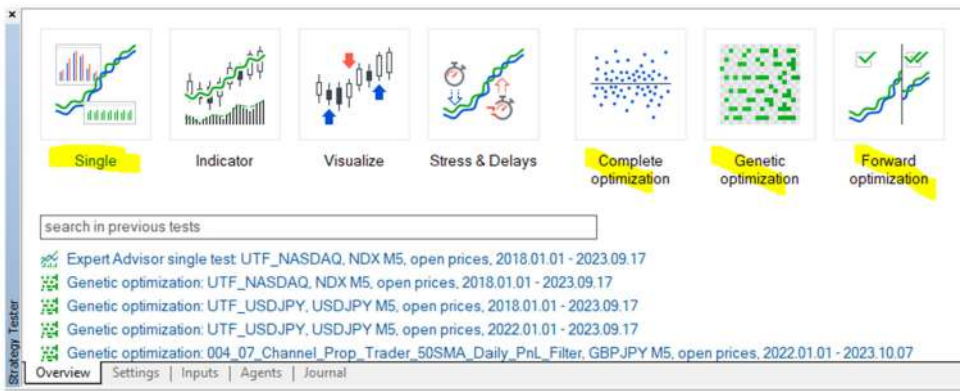 Single
Indicator
Visualize
Stress & Delays
Complete
optimization
Genetic
optimization
Forward
optimization
search in previous tests
Expert Advisor single test: UTF_NASDAQ, NDX M5, open prices, 2018.01.01 - 2023.09.17
Genetic optimization: UTF_NASDAQ, NDX M5, open prices, 2018.01.01 - 2023.09.17
Genetic optimization: UTF_USDJPY, USDJPY M5, open prices, 2018.01.01 - 2023.09.17
Genetic optimization: UTF_USDJPY, USDJPY M5, open prices, 2022.01.01 - 2023.09.17
Genetic optimization: 004_07_Channel_Prop_Trader_50SMA_Daily_PnL_Filter, GBPJPY M5, open prices, 2022.01.01 - 2023.10.07
Strategy Tester
Overview Settings | Inputs | Agents | Journal